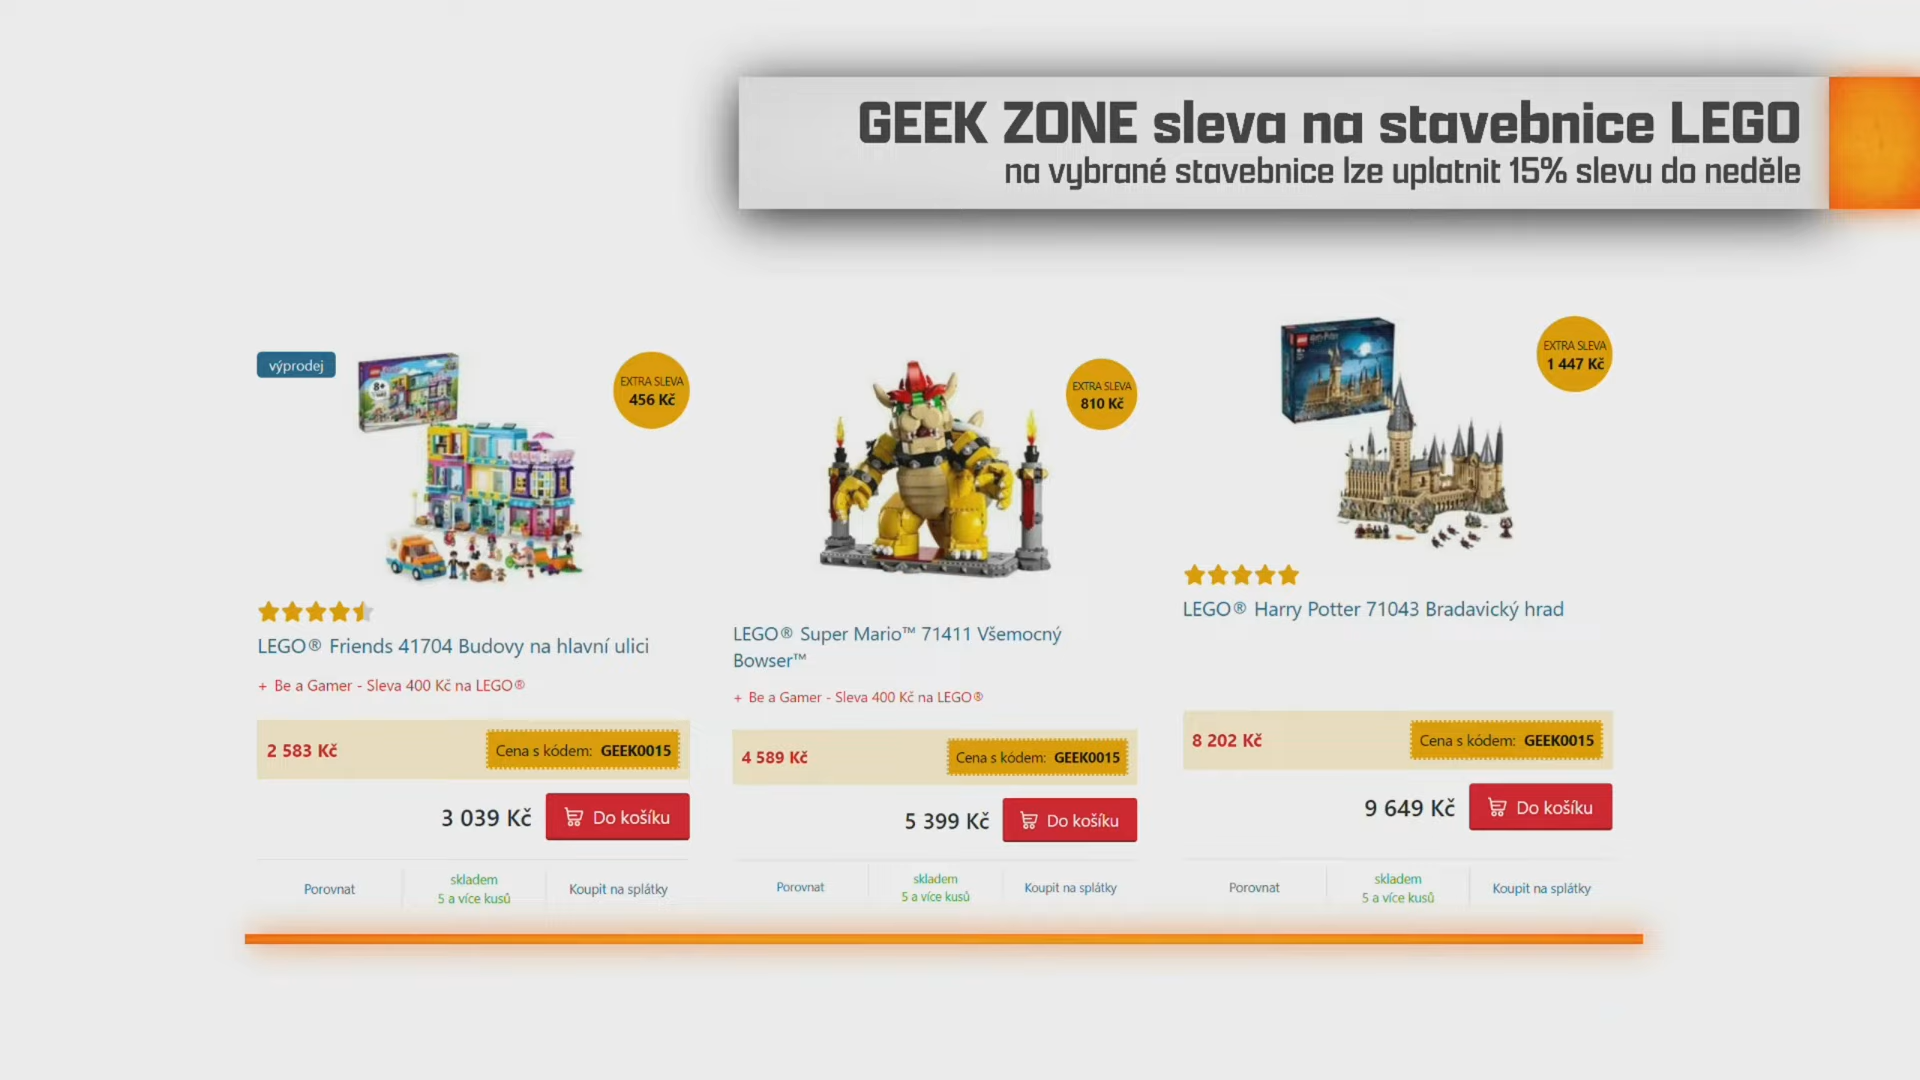 GEEK ZONE sleva na stavebnice LEGO
na vybrané stavebnice lze uplatnit 15% slevu do neděle
výprodej
8+
EXTRA SLEVA
456 Kč
LEGO® Friends 41704 Budovy na hlavní ulici
+ Be a Gamer - Sleva 400 Kč na LEGO®
2 583 Kč
Cena s kódem: GEEK0015
3 039 Kč
Do košíku
Porovnat
skladem
5 a více kusů
Koupit na splátky
EXTRA SLEVA
810 Kč
LEGO® Super Mario™ 71411 Všemocný
Bowser™
+ Be a Gamer - Sleva 400 Kč na LEGO®
4 589 Kč
Cena s kódem: GEEK0015
5 399 Kč
Do košíku
Porovnat
skladem
5 a více kusů
Koupit na splátky
EXTRA SLEVA
1 447 Kč
LEGO® Harry Potter 71043 Bradavický hrad
8 202 Kč
Cena s kódem: GEEK0015
9 649 Kč
Do košíku
Porovnat
skladem
5 a více kusů
Koupit na splátky